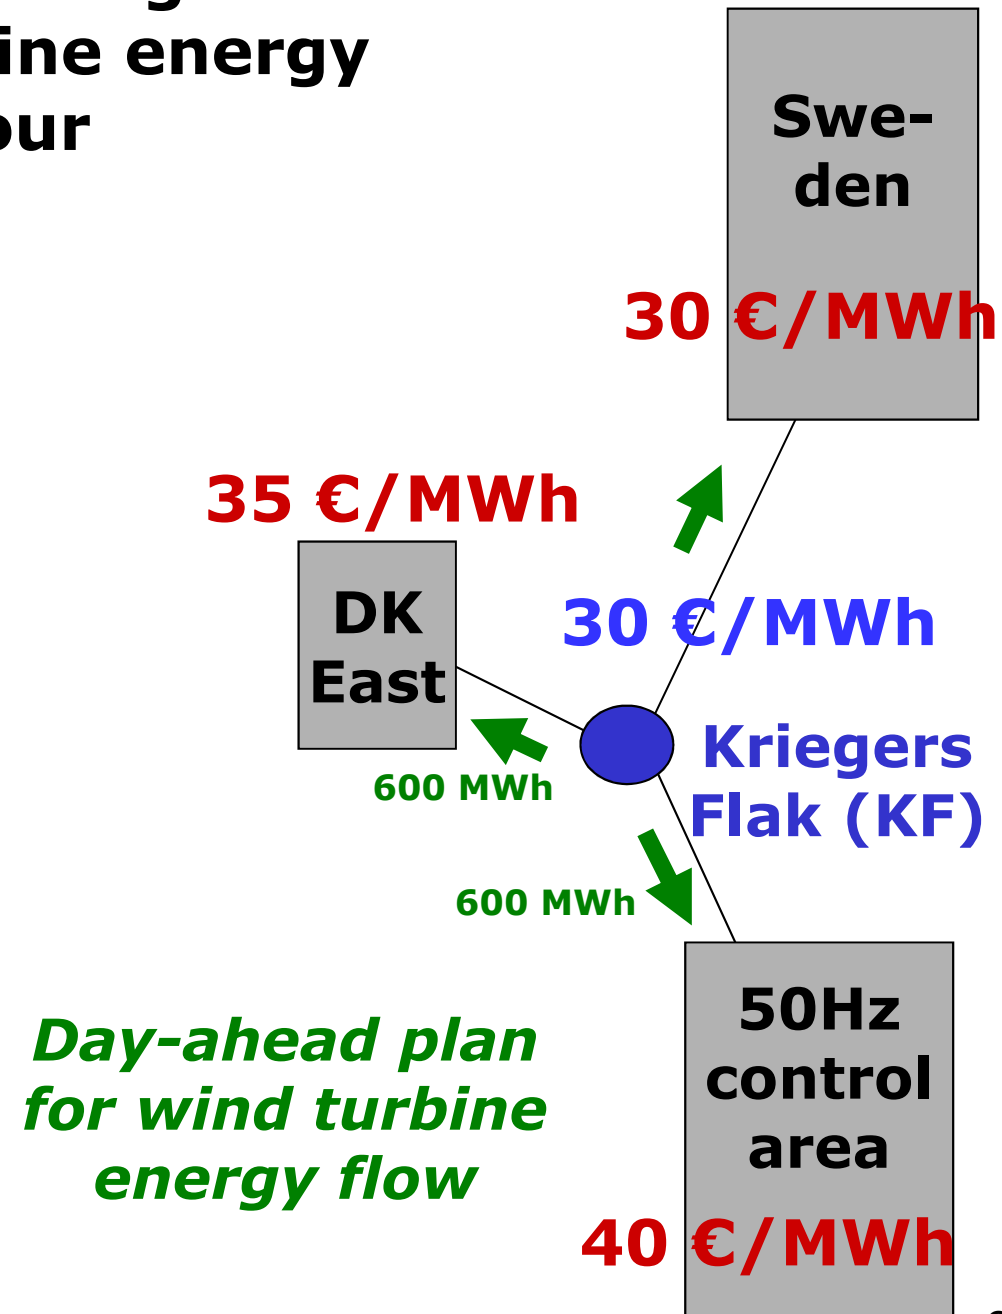 ine energy
our
Swe-
den
30 €/MWh
35 €/MWh
DK
East
30 €/MWh
Kriegers
Flak (KF)
600 MWh
600 MWh
Day-ahead plan
for wind turbine
energy flow
50Hz
control
area
40 €/MWh